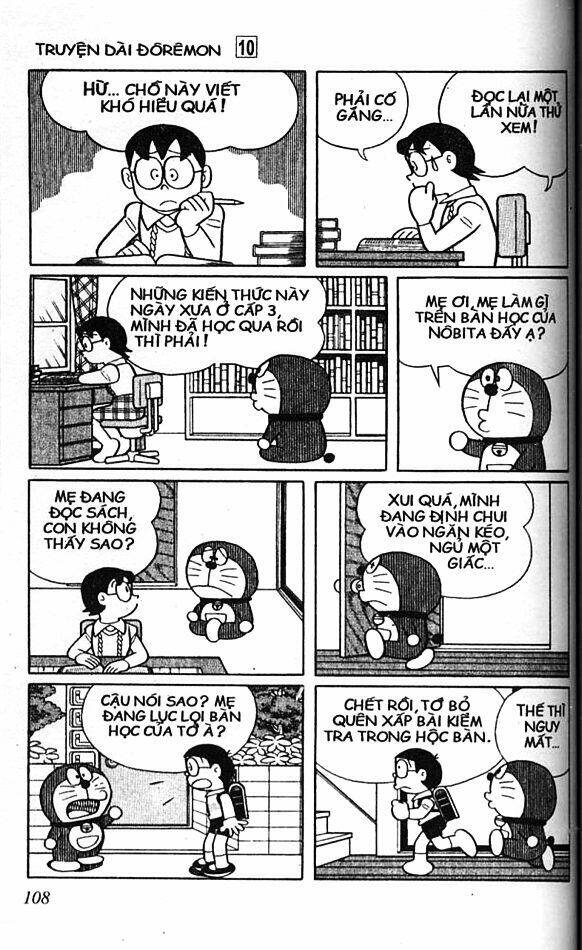 TRUYỆN DÀI ĐÔRÊMON 10
HỪ... CHỖ NÀY VIẾT
KHÓ HIỂU QUÁ!
PHẢI CỐ
GẮNG...
ĐỌC LẠI MỘT
LẦN NỮA THỬ
XEM!
NHỮNG KIẾN THỨC NÀY
NGÀY XƯA Ở CẤP 3,
MÌNH ĐÃ HỌC QUA RỒI
THÌ PHẢI!
MẸ ƠI, MẸ LÀM GÌ
TRÊN BÀN HỌC CỦA
NÔBITA ĐẤY Ạ?
MẸ ĐANG
ĐỌC SÁCH,
CON KHÔNG
THẤY SAO?
XUI QUÁ, MÌNH
ĐANG ĐỊNH CHUI
VÀO NGĂN KÉO,
NGỦ MỘT
GIẤC...
CẬU NÓI SAO? MẸ
ĐANG LỤC LỌI BÀN
HỌC CỦA TỚ À?
CHẾT RỒI, TỚ BỎ
QUÊN XẤP BÀI KIỂM
TRA TRONG HỘC BÀN.
THẾ THÌ
NGUY
MẤT...
108